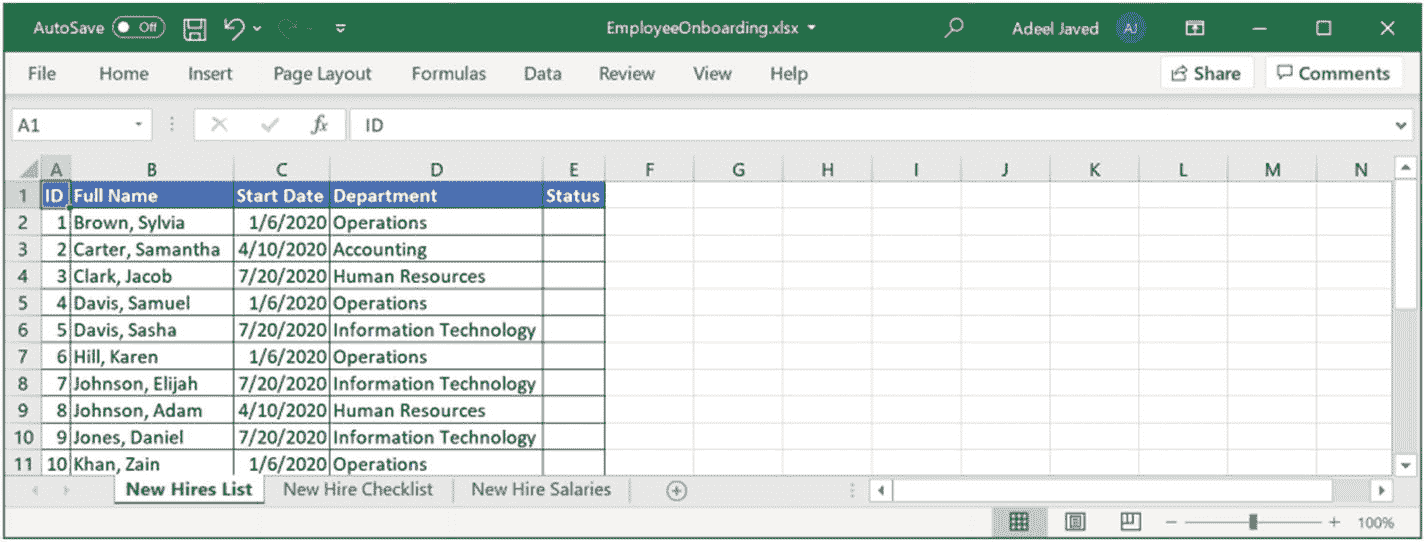 AutoSave Off EmployeeOnboarding.xlsx Adeel Javed AJ
File Home Insert Page Layout Formulas Data Review View Help Share Comments
A1 fx ID
A B C D E F G H I J K L M N
1 ID Full Name Start Date Department Status
2 1 Brown, Sylvia 1/6/2020 Operations
3 2 Carter, Samantha 4/10/2020 Accounting
4 3 Clark, Jacob 7/20/2020 Human Resources
5 4 Davis, Samuel 1/6/2020 Operations
6 5 Davis, Sasha 7/20/2020 Information Technology
7 6 Hill, Karen 1/6/2020 Operations
8 7 Johnson, Elijah 7/20/2020 Information Technology
9 8 Johnson, Adam 4/10/2020 Human Resources
10 9 Jones, Daniel 7/20/2020 Information Technology
11 10 Khan, Zain 1/6/2020 Operations
New Hires List New Hire Checklist New Hire Salaries
100%